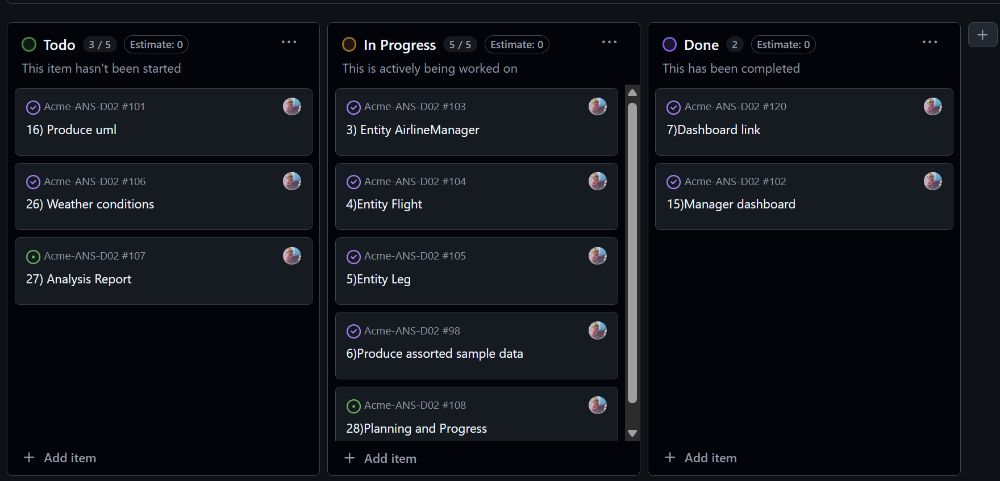 Todo 3 / 5 Estimate: 0
This item hasn't been started
Acme-ANS-D02 #101
16) Produce uml
Acme-ANS-D02 #106
26) Weather conditions
Acme-ANS-D02 #107
27) Analysis Report
Add item
In Progress 5 / 5 Estimate: 0
This is actively being worked on
Acme-ANS-D02 #103
3) Entity AirlineManager
Acme-ANS-D02 #104
4)Entity Flight
Acme-ANS-D02 #105
5)Entity Leg
Acme-ANS-D02 #98
6)Produce assorted sample data
Acme-ANS-D02 #108
28)Planning and Progress
Add item
Done 2 Estimate: 0
This has been completed
Acme-ANS-D02 #120
7)Dashboard link
Acme-ANS-D02 #102
15)Manager dashboard
Add item